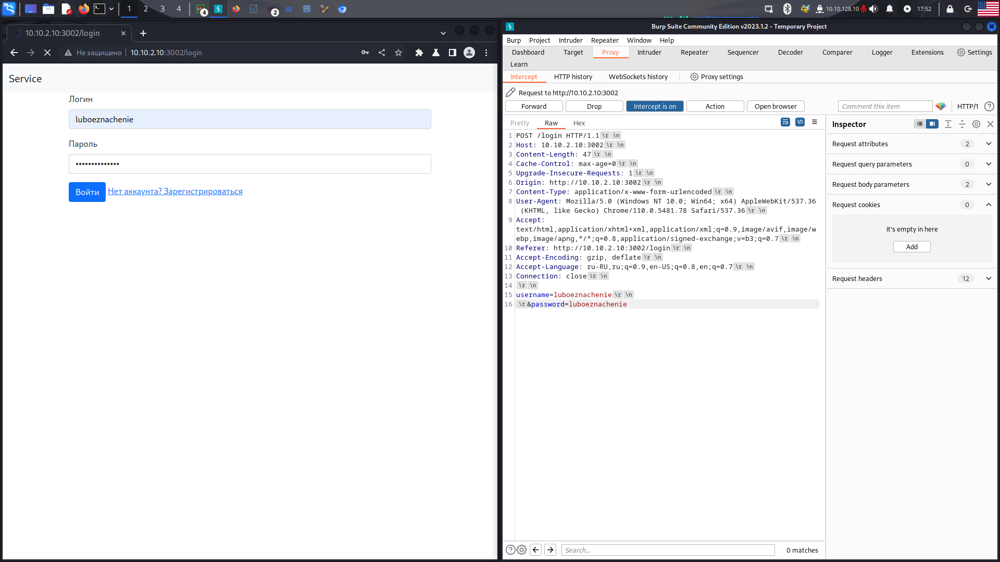 1 2 3 4 4 2 10.10.128.10 17:52
10.10.2.10:3002/login
Не защищено 10.10.2.10:3002/login
Service
Логин
luboeznachenie
Пароль
••••••••••••••
Войти Нет аккаунта? Зарегистрироваться
Burp Suite Community Edition v2023.1.2 - Temporary Project
Burp Project Intruder Repeater Window Help
Dashboard Target Proxy Intruder Repeater Sequencer Decoder Comparer Logger Extensions Settings
Learn
Intercept HTTP history WebSockets history Proxy settings
Request to http://10.10.2.10:3002
Forward Drop Intercept is on Action Open browser Comment this item HTTP/1 ?
Pretty Raw Hex \n
1 POST /login HTTP/1.1 \r \n
2 Host: 10.10.2.10:3002 \r \n
3 Content-Length: 47 \r \n
4 Cache-Control: max-age=0 \r \n
5 Upgrade-Insecure-Requests: 1 \r \n
6 Origin: http://10.10.2.10:3002 \r \n
7 Content-Type: application/x-www-form-urlencoded \r \n
8 User-Agent: Mozilla/5.0 (Windows NT 10.0; Win64; x64) AppleWebKit/537.36
(KHTML, like Gecko) Chrome/110.0.5481.78 Safari/537.36 \r \n
9 Accept:
text/html,application/xhtml+xml,application/xml;q=0.9,image/avif,image/w
ebp,image/apng,*/*;q=0.8,application/signed-exchange;v=b3;q=0.7 \r \n
10 Referer: http://10.10.2.10:3002/login \r \n
11 Accept-Encoding: gzip, deflate \r \n
12 Accept-Language: ru-RU,ru;q=0.9,en-US;q=0.8,en;q=0.7 \r \n
13 Connection: close \r \n
14 \r \n
15 username=luboeznachenie \r \n
16 \r &password=luboeznachenie
Inspector
Request attributes 2
Request query parameters 0
Request body parameters 2
Request cookies 0
It's empty in here
Add
Request headers 12
? Search... 0 matches